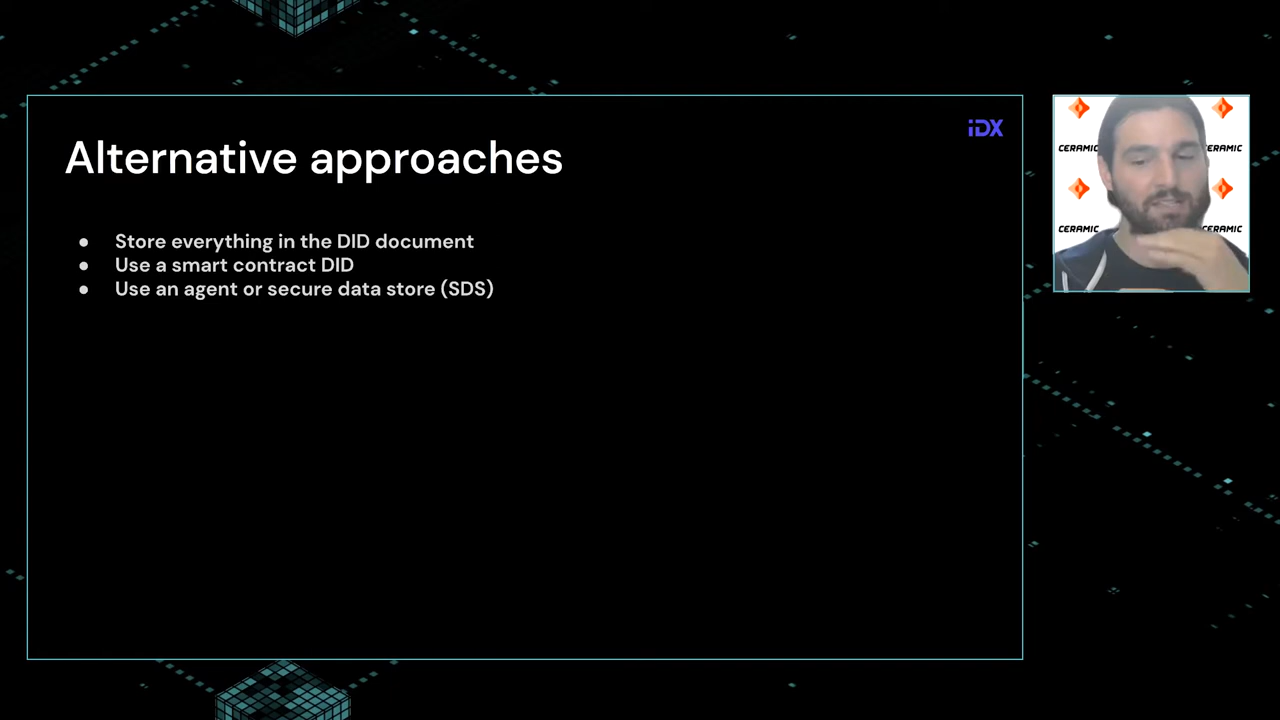 iDX
Alternative approaches
● Store everything in the DID document
● Use a smart contract DID
● Use an agent or secure data store (SDS)
CERAMIC
CERAMIC
CERAMIC
CERAMIC